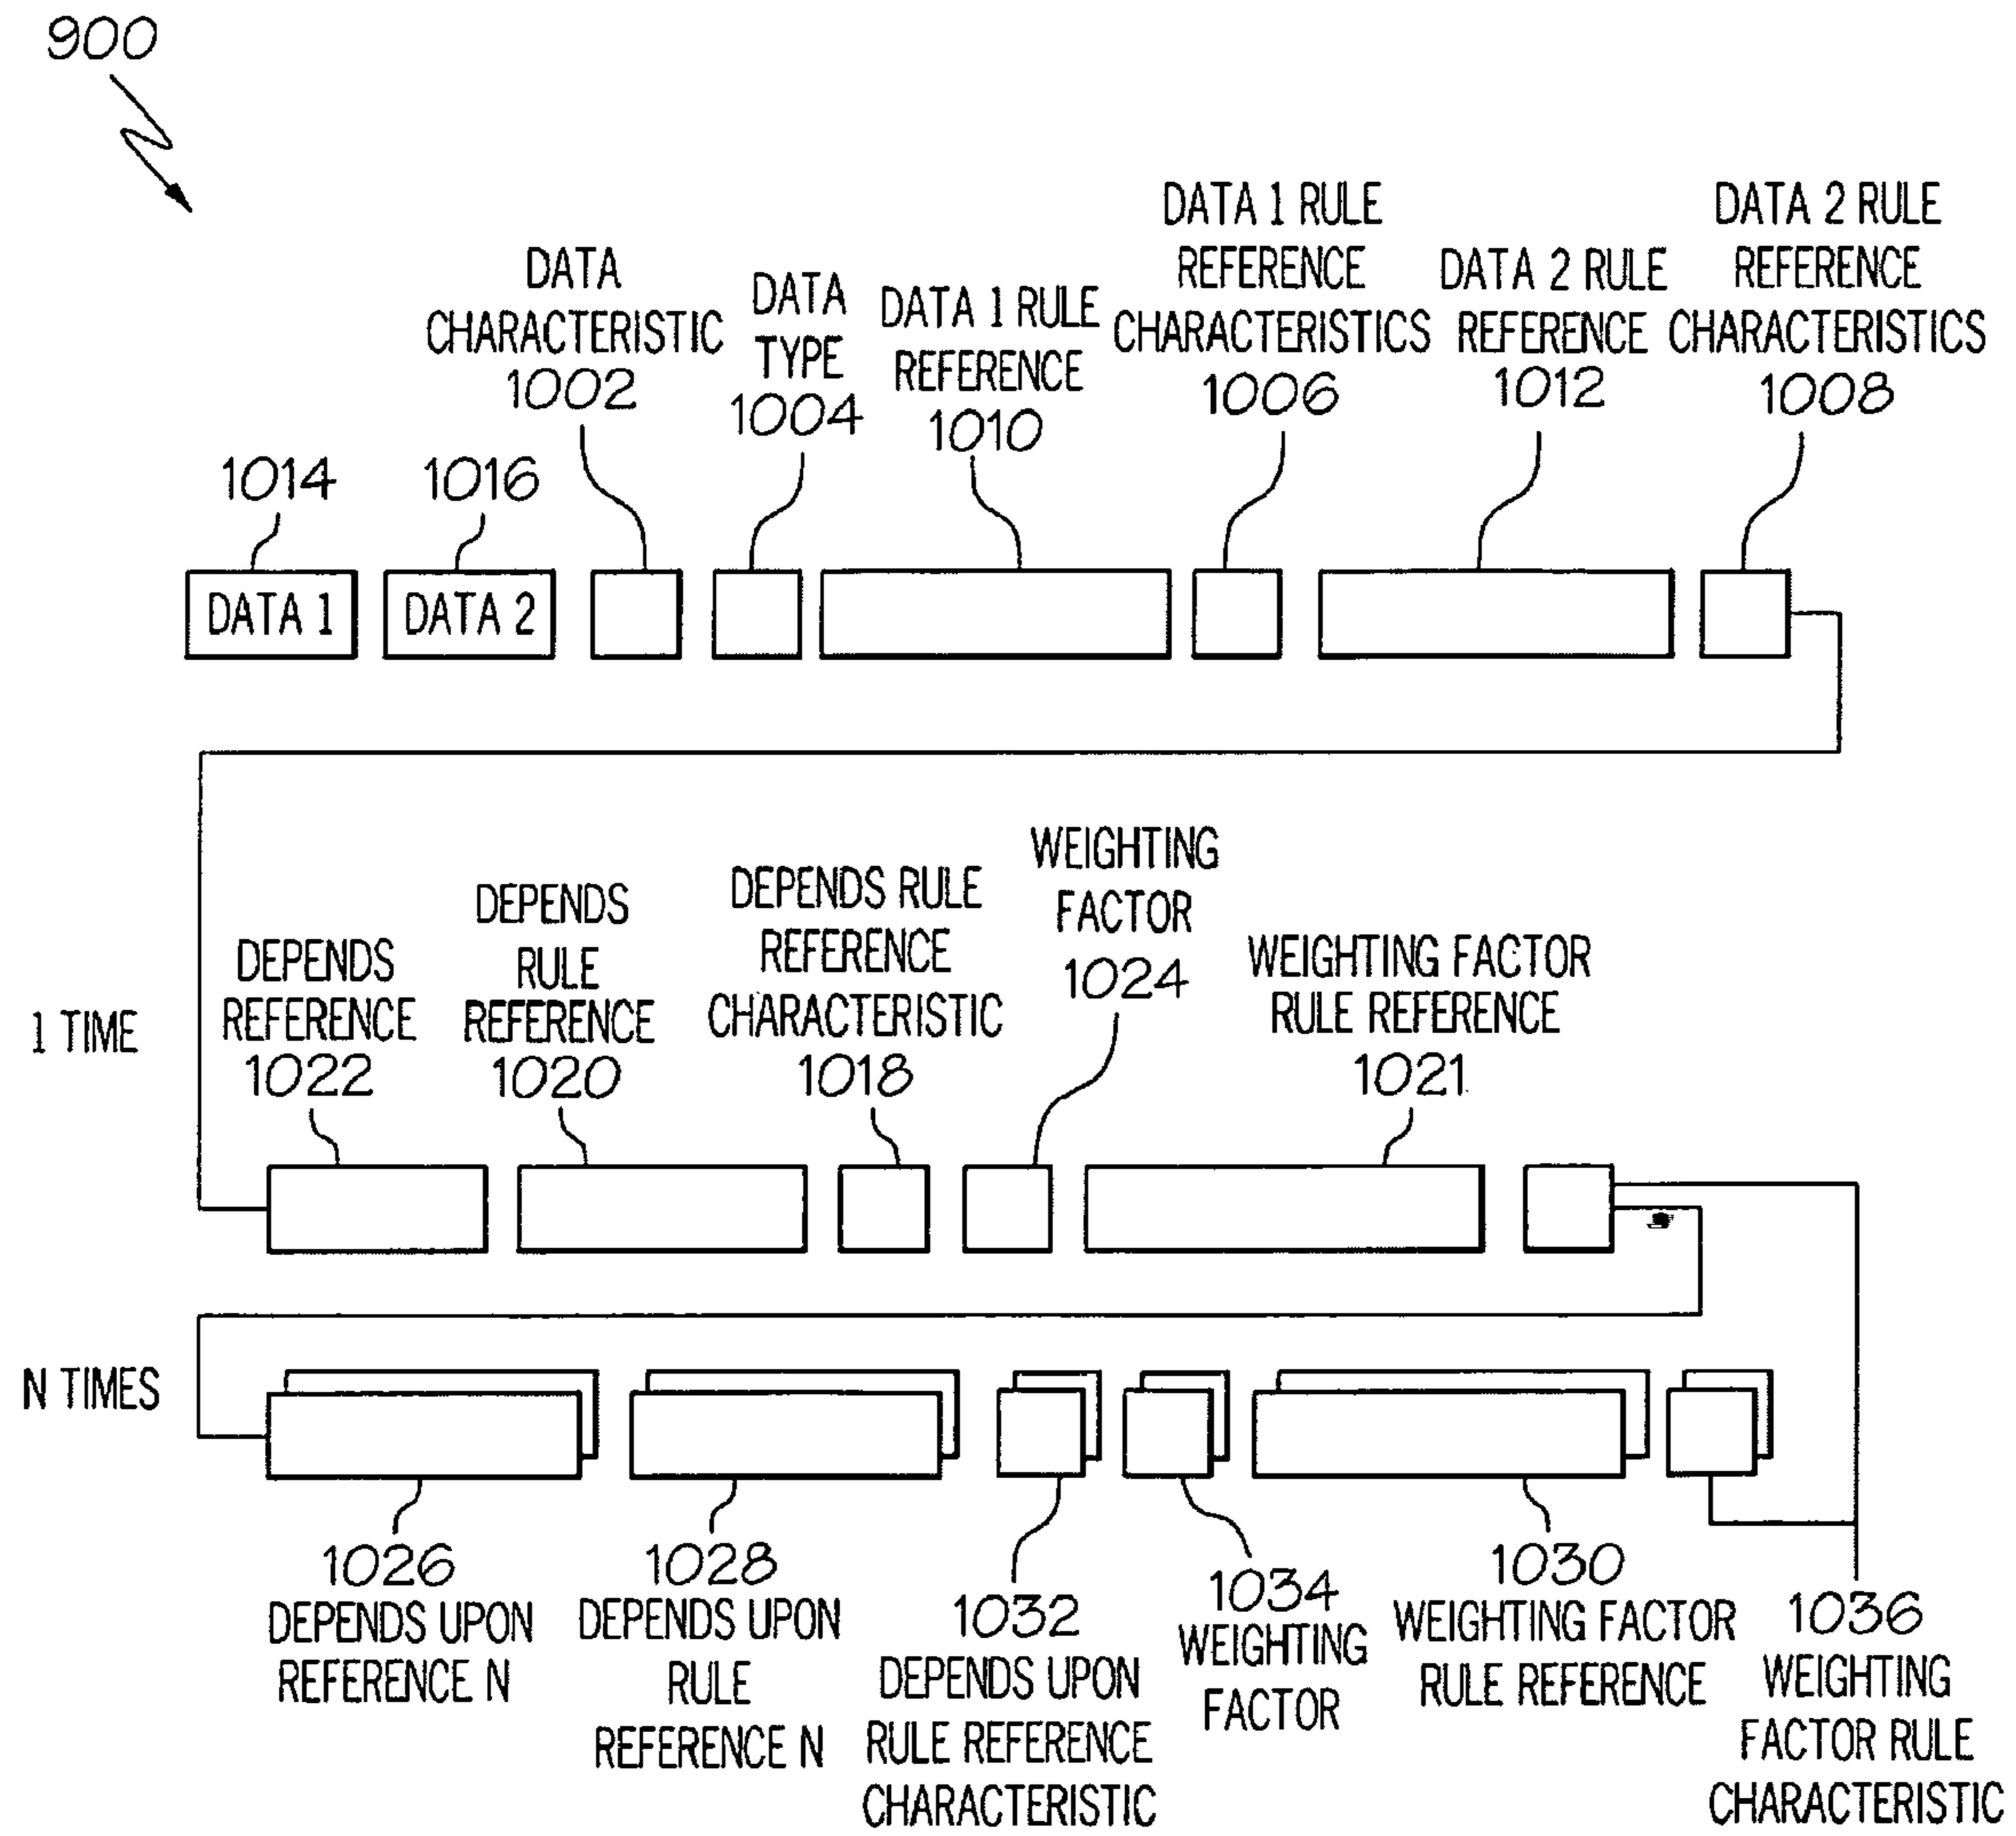 900
DATA
CHARACTERISTIC
1002
DATA
TYPE
1004
DATA 1 RULE
REFERENCE
1010
DATA 1 RULE
REFERENCE
CHARACTERISTICS
1006
DATA 2 RULE
REFERENCE
1012
DATA 2 RULE
REFERENCE
CHARACTERISTICS
1008
1014
1016
DATA 1
DATA 2
1 TIME
DEPENDS
REFERENCE
1022
DEPENDS
RULE
REFERENCE
1020
DEPENDS RULE
REFERENCE
CHARACTERISTIC
1018
WEIGHTING
FACTOR
1024
WEIGHTING FACTOR
RULE REFERENCE
1021
N TIMES
1026
DEPENDS UPON
REFERENCE N
1028
DEPENDS UPON
RULE
REFERENCE N
1032
DEPENDS UPON
RULE REFERENCE
CHARACTERISTIC
1034
WEIGHTING
FACTOR
1030
WEIGHTING FACTOR
RULE REFERENCE
1036
WEIGHTING
FACTOR RULE
CHARACTERISTIC